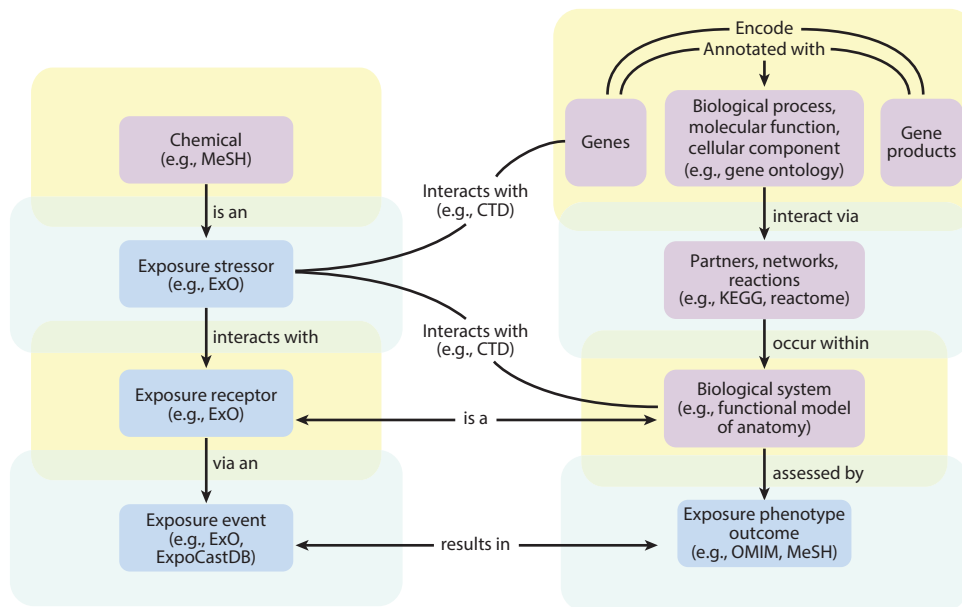 Encode
Annotated with
Chemical
(e.g., MeSH)
Genes
Biological process,
molecular function,
cellular component
(e.g., gene ontology)
Gene
products
is an
Interacts with
(e.g., CTD)
interact via
Exposure stressor
(e.g., ExO)
Partners, networks,
reactions
(e.g., KEGG, reactome)
interacts with
Interacts with
(e.g., CTD)
occur within
Exposure receptor
(e.g., ExO)
is a
Biological system
(e.g., functional model
of anatomy)
via an
assessed by
Exposure event
(e.g., ExO,
ExpoCastDB)
results in
Exposure phenotype
outcome
(e.g., OMIM, MeSH)